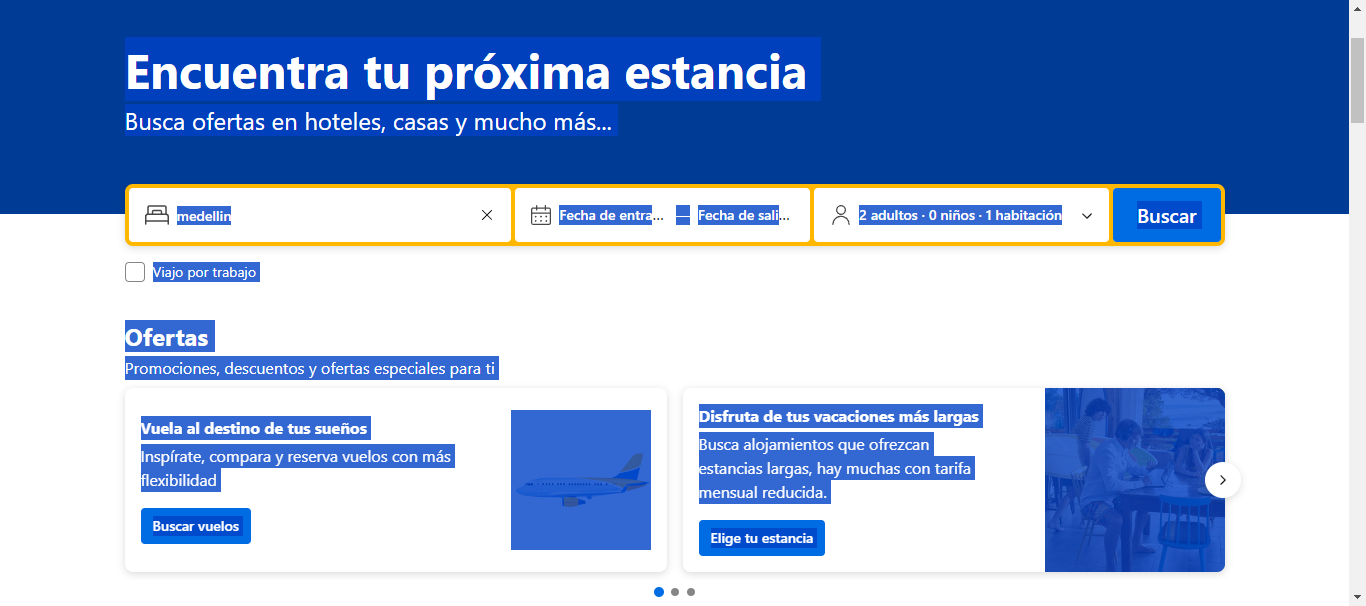 Encuentra tu próxima estancia
Busca ofertas en hoteles, casas y mucho más...
medellin
Fecha de entra... — Fecha de sali...
2 adultos · 0 niños · 1 habitación
Buscar
Viajo por trabajo
Ofertas
Promociones, descuentos y ofertas especiales para ti
Vuela al destino de tus sueños
Inspírate, compara y reserva vuelos con más
flexibilidad
Buscar vuelos
Disfruta de tus vacaciones más largas
Busca alojamientos que ofrezcan
estancias largas, hay muchas con tarifa
mensual reducida.
Elige tu estancia